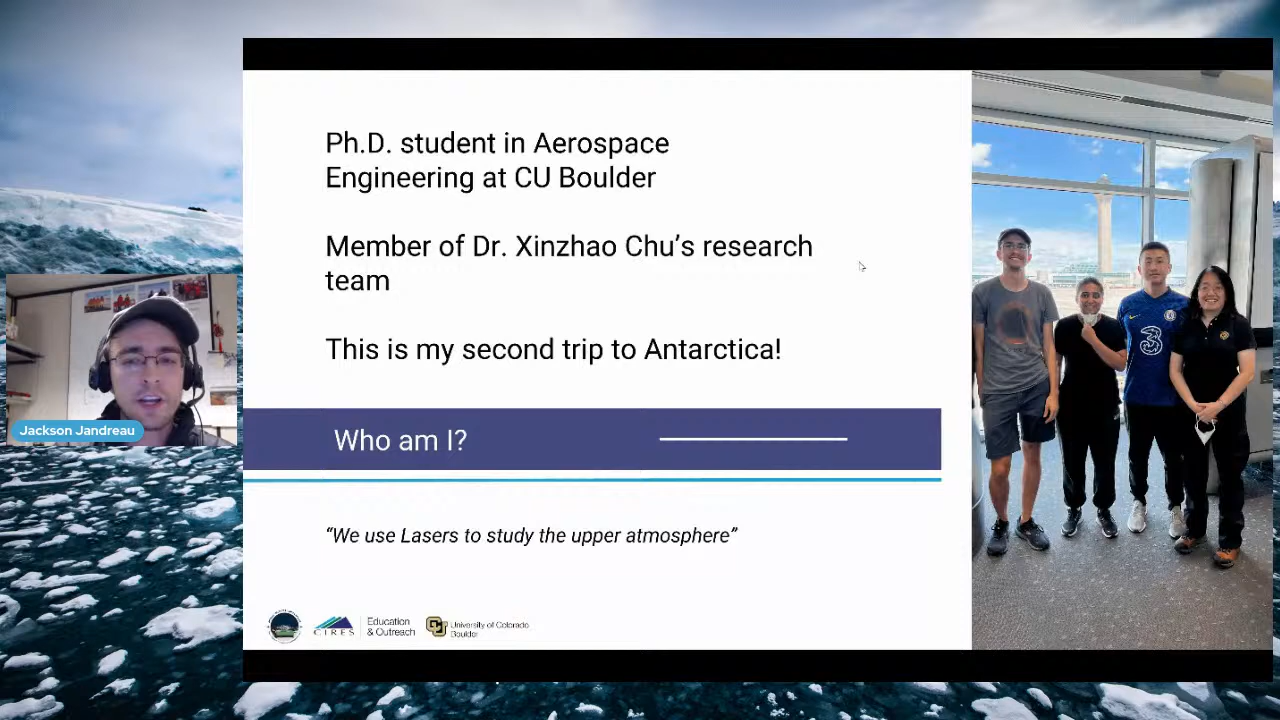 Ph.D. student in Aerospace
Engineering at CU Boulder
Member of Dr. Xinzhao Chu’s research
team
This is my second trip to Antarctica!
Jackson Jandreau
Who am I?
“We use Lasers to study the upper atmosphere”
CIRES
Education
& Outreach
CU
University of Colorado
Boulder
3